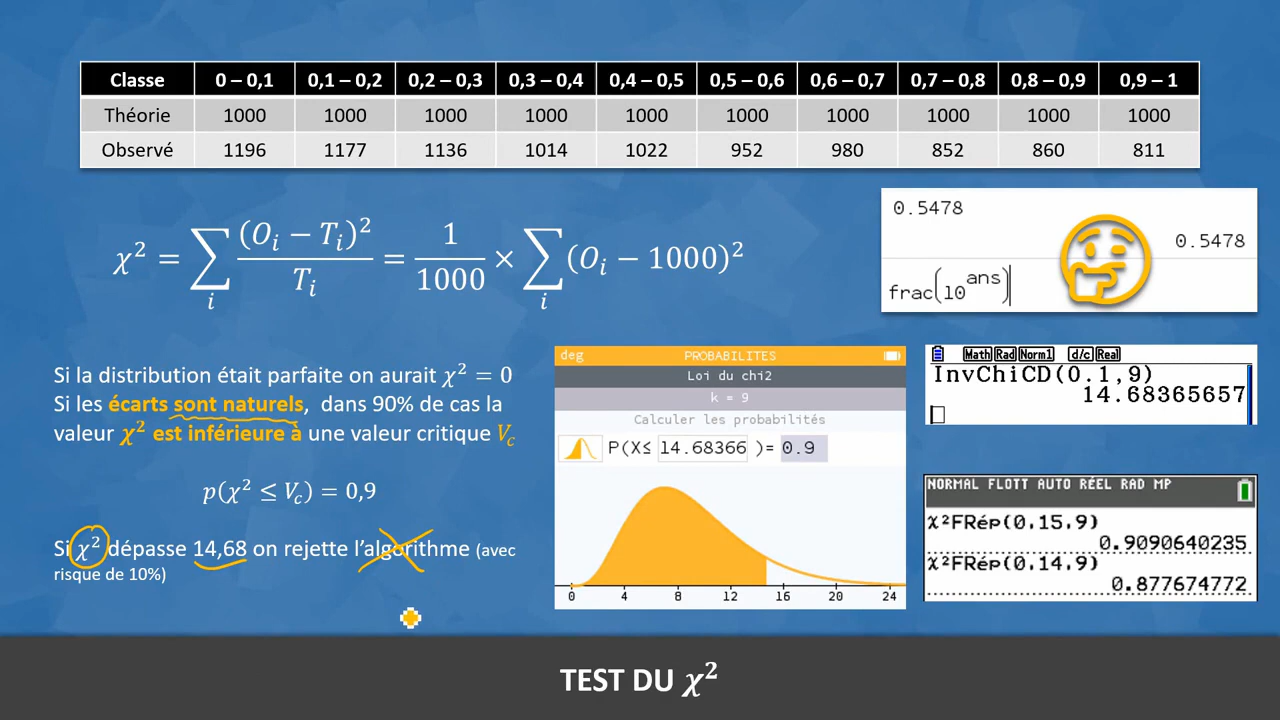 Classe 0 – 0,1 0,1 – 0,2 0,2 – 0,3 0,3 – 0,4 0,4 – 0,5 0,5 – 0,6 0,6 – 0,7 0,7 – 0,8 0,8 – 0,9 0,9 – 1
Théorie 1000 1000 1000 1000 1000 1000 1000 1000 1000 1000
Observé 1196 1177 1136 1014 1022 952 980 852 860 811
χ² = ∑i (Oi − Ti)² / Ti = 1/1000 × ∑i (Oi − 1000)²
0.5478
0.5478
frac(10^ans)
Si la distribution était parfaite on aurait χ² = 0
Si les écarts sont naturels, dans 90% de cas la
valeur χ² est inférieure à une valeur critique Vc
p(χ² ≤ Vc) = 0,9
Si χ² dépasse 14,68 on rejette l'algorithme (avec
risque de 10%)
deg PROBABILITES
Loi du chi2
k = 9
Calculer les probabilités
P(X≤ 14.68366 )= 0.9
0 4 8 12 16 20 24
Math Rad Norm1 d/c Real
InvChiCD(0.1,9)
14.68365657
NORMAL FLOTT AUTO RÉEL RAD MP
χ²FRép(0.15.9)
0.9090640235
χ²FRép(0.14.9)
0.877674772
TEST DU χ²